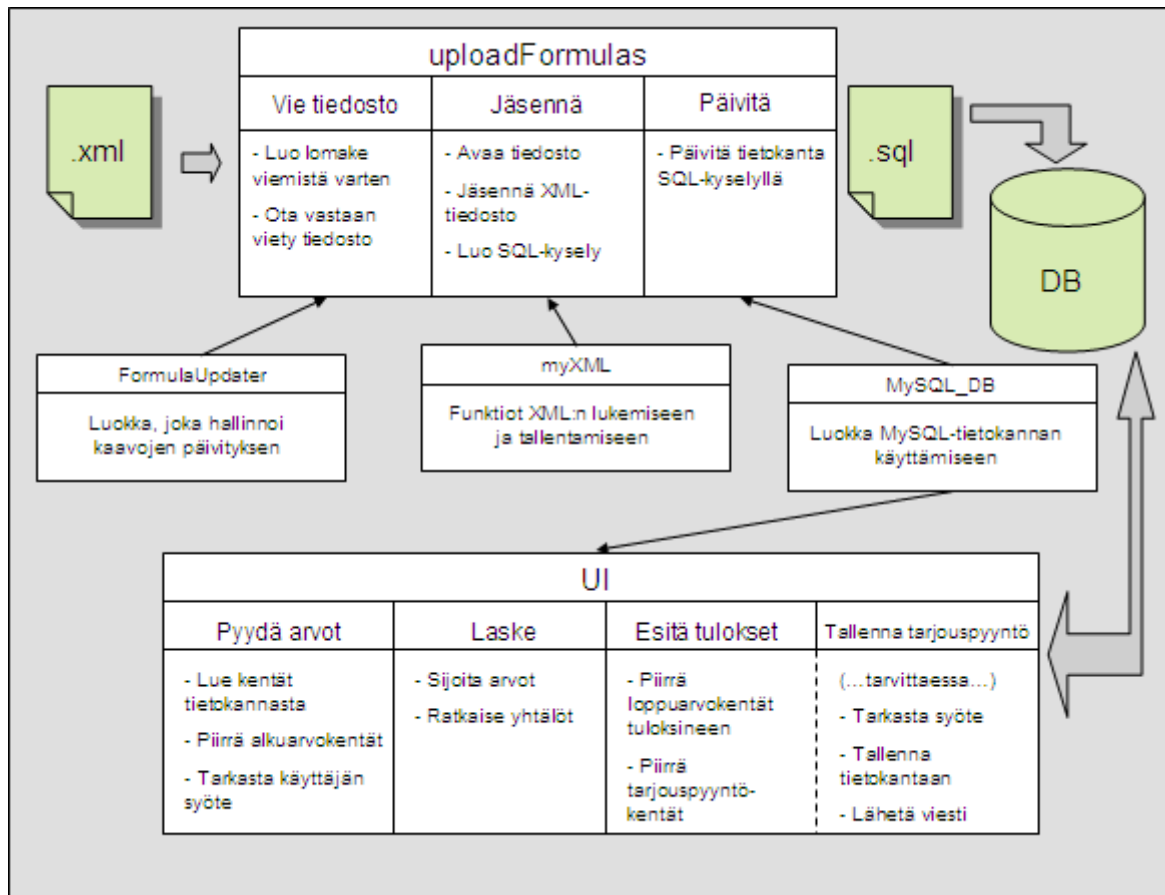 uploadFormulas
Vie tiedosto
- Luo lomake
viemistä varten
- Ota vastaan
viety tiedosto
Jäsennä
- Avaa tiedosto
- Jäsennä XML-
tiedosto
- Luo SQL-kysely
Päivitä
- Päivitä tietokanta
SQL-kyselyllä
.xml
.sql
DB
FormulaUpdater
Luokka, joka hallinnoi
kaavojen päivityksen
myXML
Funktiot XML:n lukemiseen
ja tallentamiseen
MySQL_DB
Luokka MySQL-tietokannan
käyttämiseen
UI
Pyydä arvot
- Lue kentät
tietokannasta
- Piirrä alkuarvokentät
- Tarkasta käyttäjän
syöte
Laske
- Sijoita arvot
- Ratkaise yhtälöt
Esitä tulokset
- Piirrä
loppuarvokentät
tuloksineen
- Piirrä
tarjouspyyntö-
kentät
Tallenna tarjouspyyntö
(...tarvittaessa...)
- Tarkasta syöte
- Tallenna
tietokantaan
- Lähetä viesti